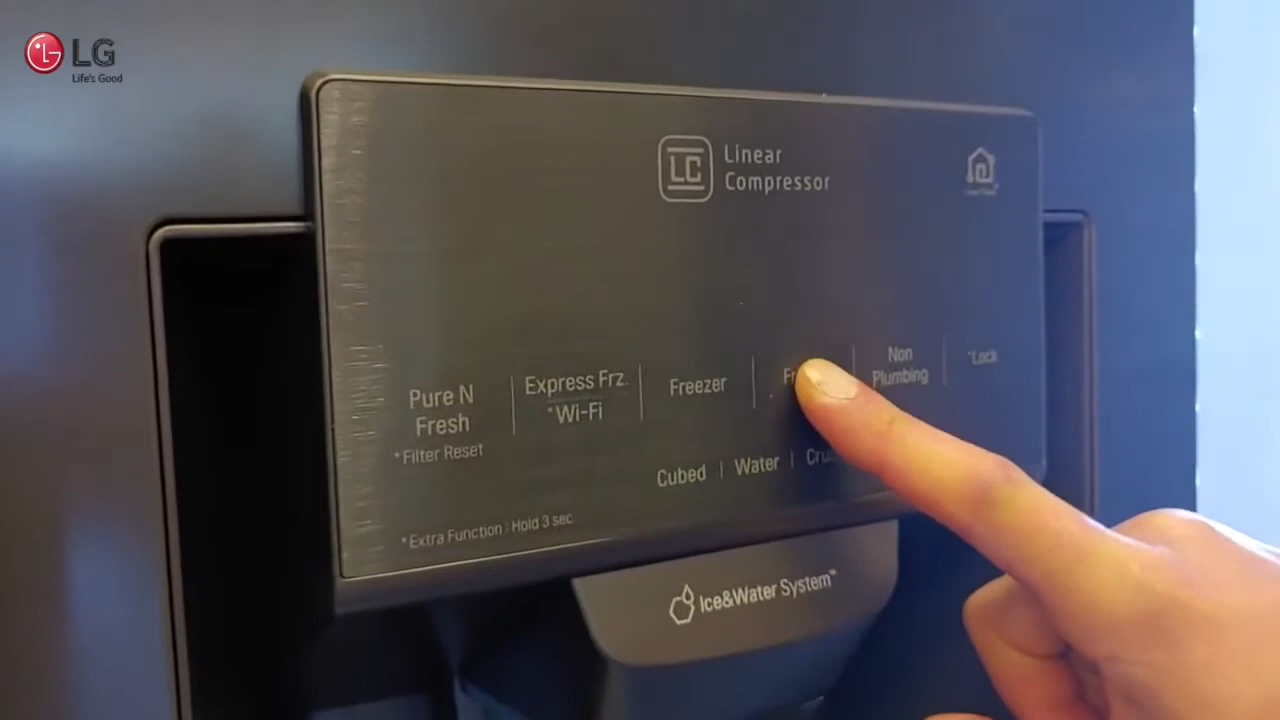 LG
Life's Good
LC
Linear
Compressor
Pure N
Fresh
*Filter Reset
Express Frz.
*Wi-Fi
Freezer
Non
Plumbing
*Lock
Cubed | Water |
*Extra Function : Hold 3 sec
Ice&Water System™